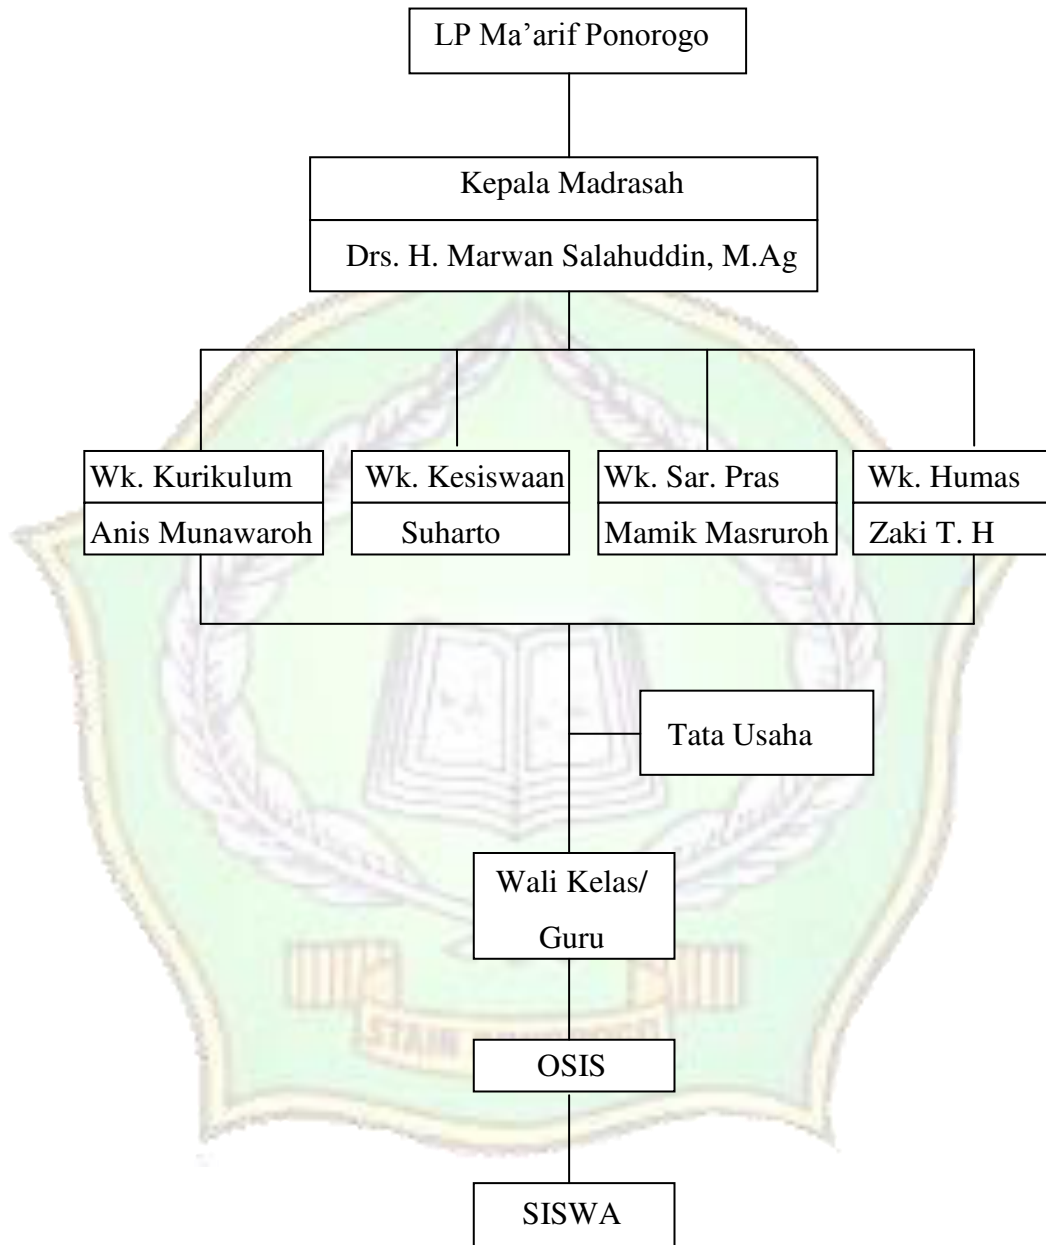 LP Ma’arif Ponorogo
Kepala Madrasah
Drs. H. Marwan Salahuddin, M.Ag
Wk. Kurikulum
Anis Munawaroh
Wk. Kesiswaan
Suharto
Wk. Sar. Pras
Mamik Masruroh
Wk. Humas
Zaki T. H
Tata Usaha
Wali Kelas/
Guru
STAIN
OSIS
SISWA